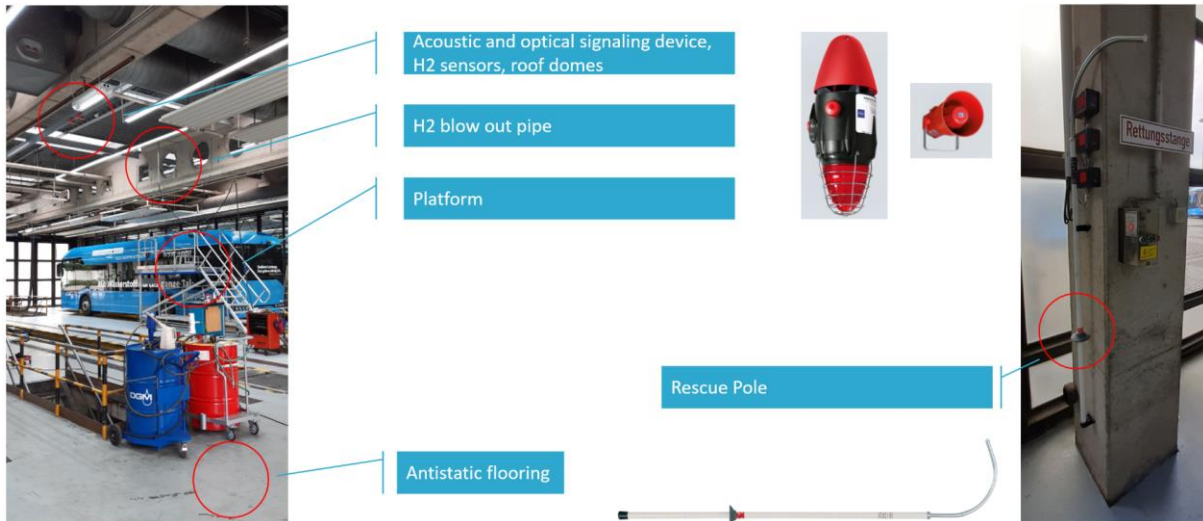 Acoustic and optical signaling device,
H2 sensors, roof domes
H2 blow out pipe
Platform
Rescue Pole
Antistatic flooring
Rettungsstange
OGM